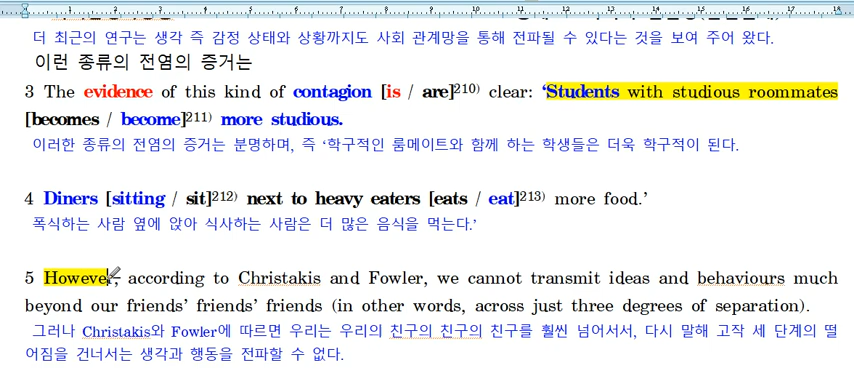 더 최근의 연구는 생각 즉 감정 상태와 상황까지도 사회 관계망을 통해 전파될 수 있다는 것을 보여 주어 왔다.
이런 종류의 전염의 증거는
3 The evidence of this kind of contagion [is / are]210) clear: ‘Students with studious roommates
[becomes / become]211) more studious.
이러한 종류의 전염의 증거는 분명하며, 즉 ‘학구적인 룸메이트와 함께 하는 학생들은 더욱 학구적이 된다.
4 Diners [sitting / sit]212) next to heavy eaters [eats / eat]213) more food.’
폭식하는 사람 옆에 앉아 식사하는 사람은 더 많은 음식을 먹는다.’
5 However, according to Christakis and Fowler, we cannot transmit ideas and behaviours much
beyond our friends’ friends’ friends (in other words, across just three degrees of separation).
그러나 Christakis와 Fowler에 따르면 우리는 우리의 친구의 친구의 친구를 훨씬 넘어서서, 다시 말해 고작 세 단계의 떨
어짐을 건너서는 생각과 행동을 전파할 수 없다.